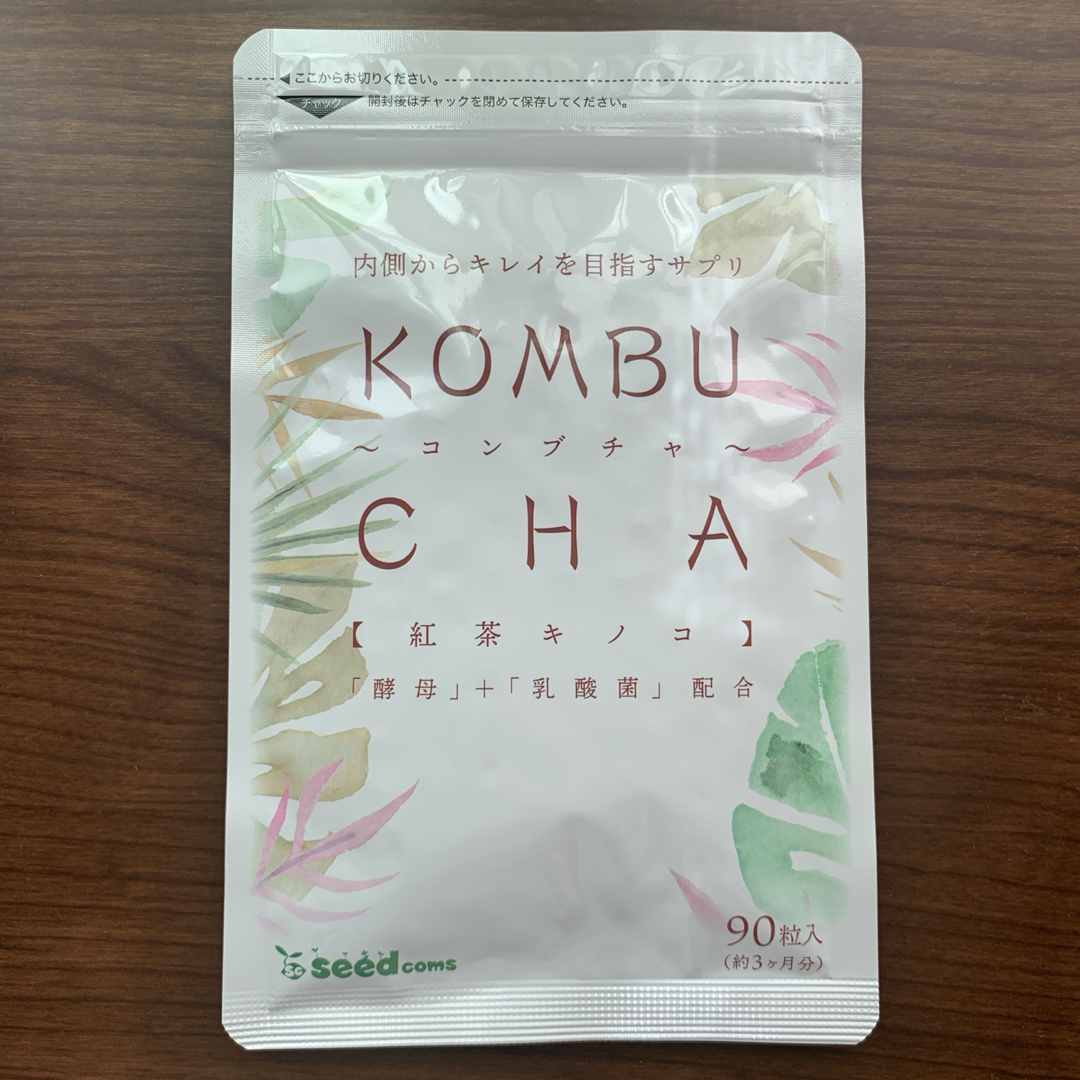 ◀ここからお切りください。
チャック
開封後はチャックを閉めて保存してください。
内側からキレイを目指すサプリ
KOMBU
～コンブチャ～
CHA
【紅茶キノコ】
「酵母」+「乳酸菌」配合
90粒入
(約3ヶ月分)
seedcoms